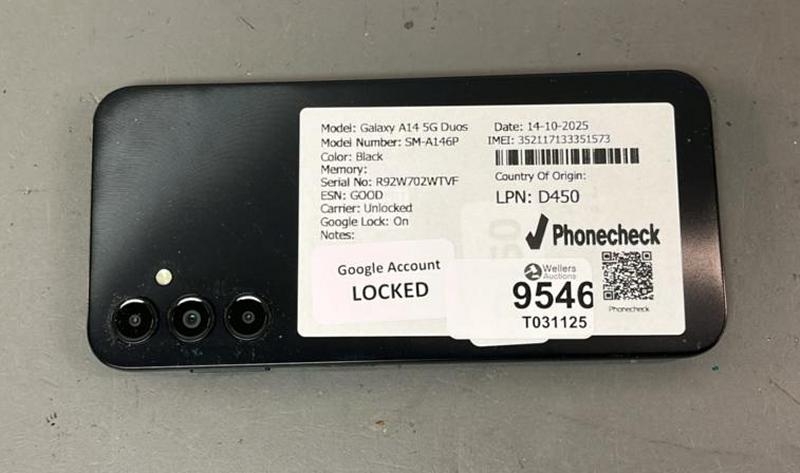 Model: Galaxy A14 5G Duos
Model Number: SM-A146P
Color: Black
Memory:
Serial No: R92W702WTVF
ESN: GOOD
Carrier: Unlocked
Google Lock: On
Notes:
Date: 14-10-2025
IMEI: 352117133351573
Country Of Origin:
LPN: D450
Phonecheck
Phonecheck
Google Account
LOCKED
Wellers
Auctions
9546
T031125